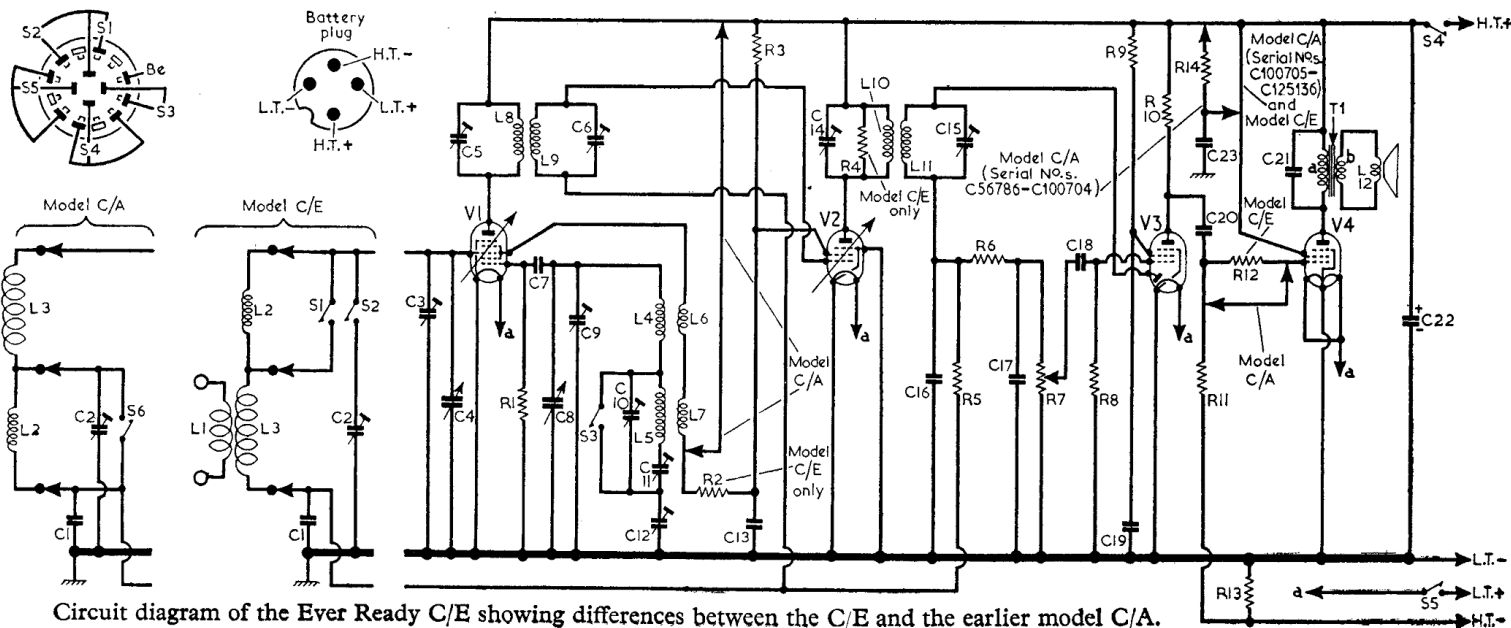 S2
S1
Be
S5
S3
S4
Battery
plug
H.T.-
L.T.-
L.T.+
H.T.+
Model C/A
L3
L2
C2
S6
C1
Model C/E
L2
S1
S2
L1
L3
C2
C1
C5
L8
L9
C6
V1
C7
C3
C4
R1
C8
C9
L4
L6
S3
C
10
L5
L7
C
11
C12
R2
C13
R3
Model
C/A
Model
C/E
only
C
14
R4
L10
L11
C15
Model C/E
only
V2
a
a
C16
R5
R6
C17
R7
C18
R8
C19
R9
R
10
V3
a
Model C/A
(Serial Nos.
C56786-C100704)
R14
C23
Model C/A
(Serial Nos.
C100705-
C125136)
and
Model C/E
C20
R12
Model
C/E
Model
C/A
R11
C21
a
T1
b
L
12
V4
a
C22
+
-
S4
H.T.+
L.T.-
R13
a
S5
L.T.+
H.T.-
Circuit diagram of the Ever Ready C/E showing differences between the C/E and the earlier model C/A.